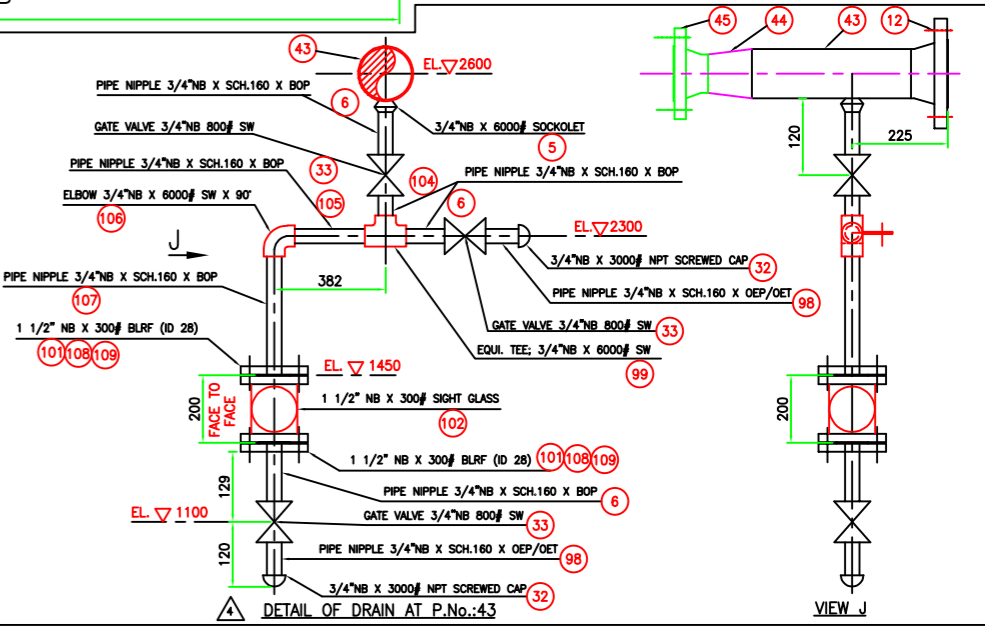 43
EL. 2600
PIPE NIPPLE 3/4"NB X SCH.160 X BOP
6
3/4"NB X 6000# SOCKOLET
5
GATE VALVE 3/4"NB 800# SW
33
PIPE NIPPLE 3/4"NB X SCH.160 X BOP
105
104
PIPE NIPPLE 3/4"NB X SCH.160 X BOP
6
ELBOW 3/4"NB X 6000# SW X 90°
106
J
EL. 2300
382
3/4"NB X 3000# NPT SCREWED CAP
32
PIPE NIPPLE 3/4"NB X SCH.160 X BOP
107
PIPE NIPPLE 3/4"NB X SCH.160 X OEP/OET
98
1 1/2" NB X 300# BLRF (ID 28)
101 108 109
GATE VALVE 3/4"NB 800# SW
33
EQUI. TEE; 3/4"NB X 6000# SW
99
EL. 1450
200
FACE TO
FACE
1 1/2" NB X 300# SIGHT GLASS
102
1 1/2" NB X 300# BLRF (ID 28)
101 108 109
129
PIPE NIPPLE 3/4"NB X SCH.160 X BOP
6
EL. 1100
GATE VALVE 3/4"NB 800# SW
33
120
PIPE NIPPLE 3/4"NB X SCH.160 X OEP/OET
98
3/4"NB X 3000# NPT SCREWED CAP
32
4
DETAIL OF DRAIN AT P.No.:43
45
44
43
12
120
225
200
VIEW J